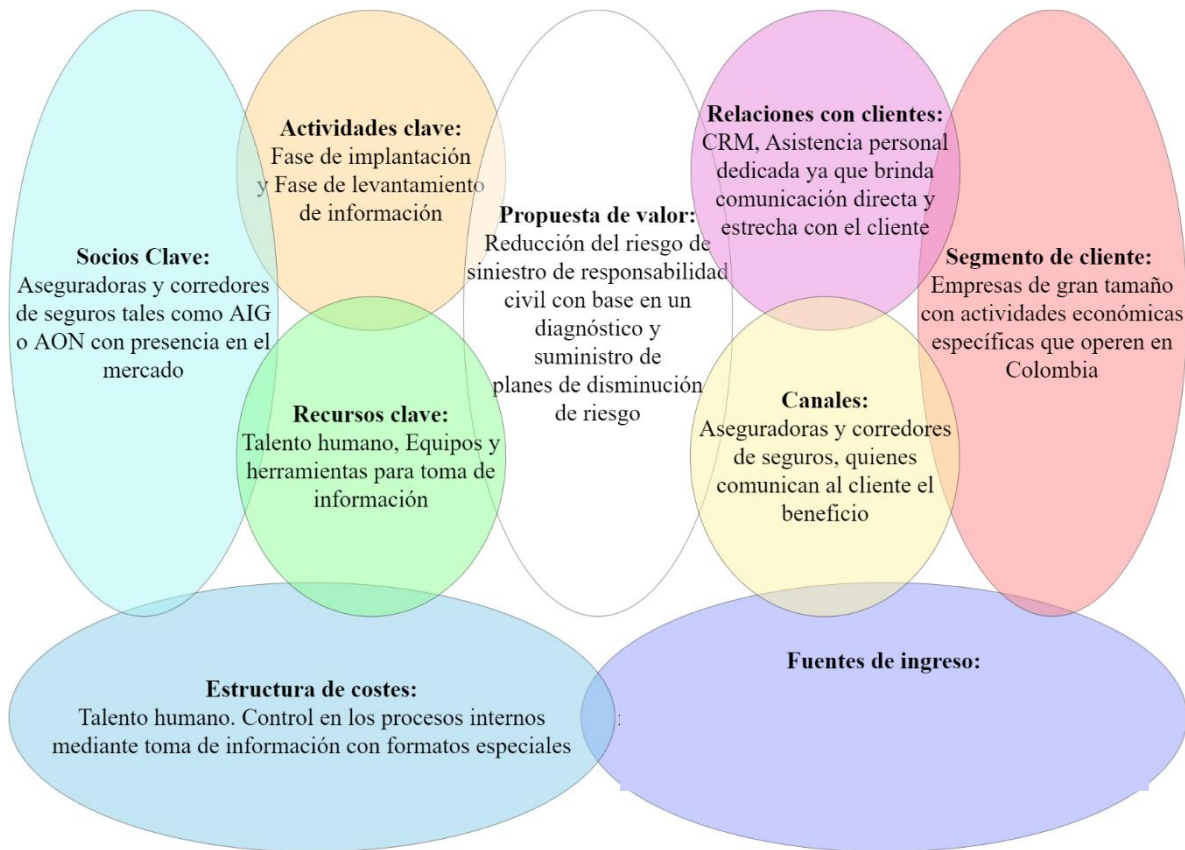 Socios Clave:
Aseguradoras y corredores
de seguros tales como AIG
o AON con presencia en el
mercado
Actividades clave:
Fase de implantación
y Fase de levantamiento
de información
Recursos clave:
Talento humano, Equipos y
herramientas para toma de
información
Propuesta de valor:
Reducción del riesgo de
siniestro de responsabilidad
civil con base en un
diagnóstico y
suministro de
planes de disminución
de riesgo
Relaciones con clientes:
CRM, Asistencia personal
dedicada ya que brinda
comunicación directa y
estrecha con el cliente
Canales:
Aseguradoras y corredores
de seguros, quienes
comunican al cliente el
beneficio
Segmento de cliente:
Empresas de gran tamaño
con actividades económicas
específicas que operen en
Colombia
Estructura de costes:
Talento humano. Control en los procesos internos
mediante toma de información con formatos especiales
Fuentes de ingreso: